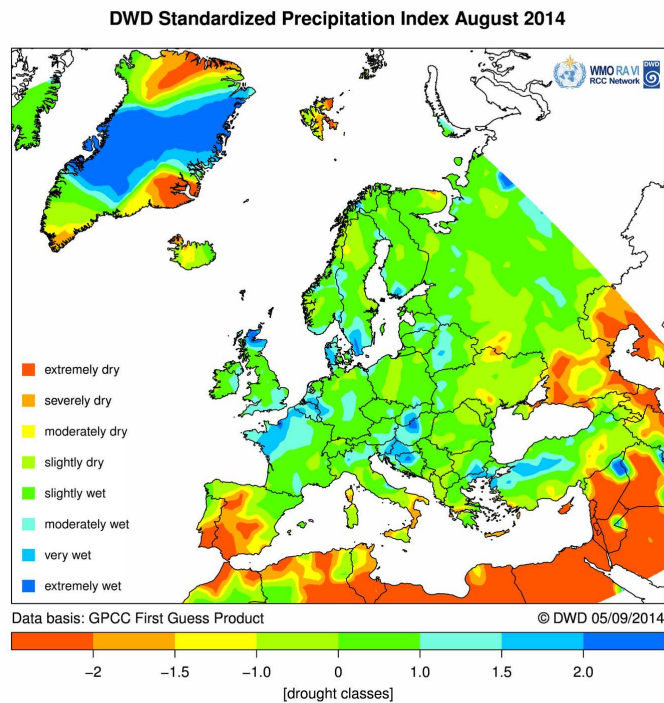 DWD Standardized Precipitation Index August 2014
WMO RA VI
RCC Network
DWD
extremely dry
severely dry
moderately dry
slightly dry
slightly wet
moderately wet
very wet
extremely wet
Data basis: GPCC First Guess Product
© DWD 05/09/2014
−2 −1.5 −1.0 0 1.0 1.5 2.0
[drought classes]